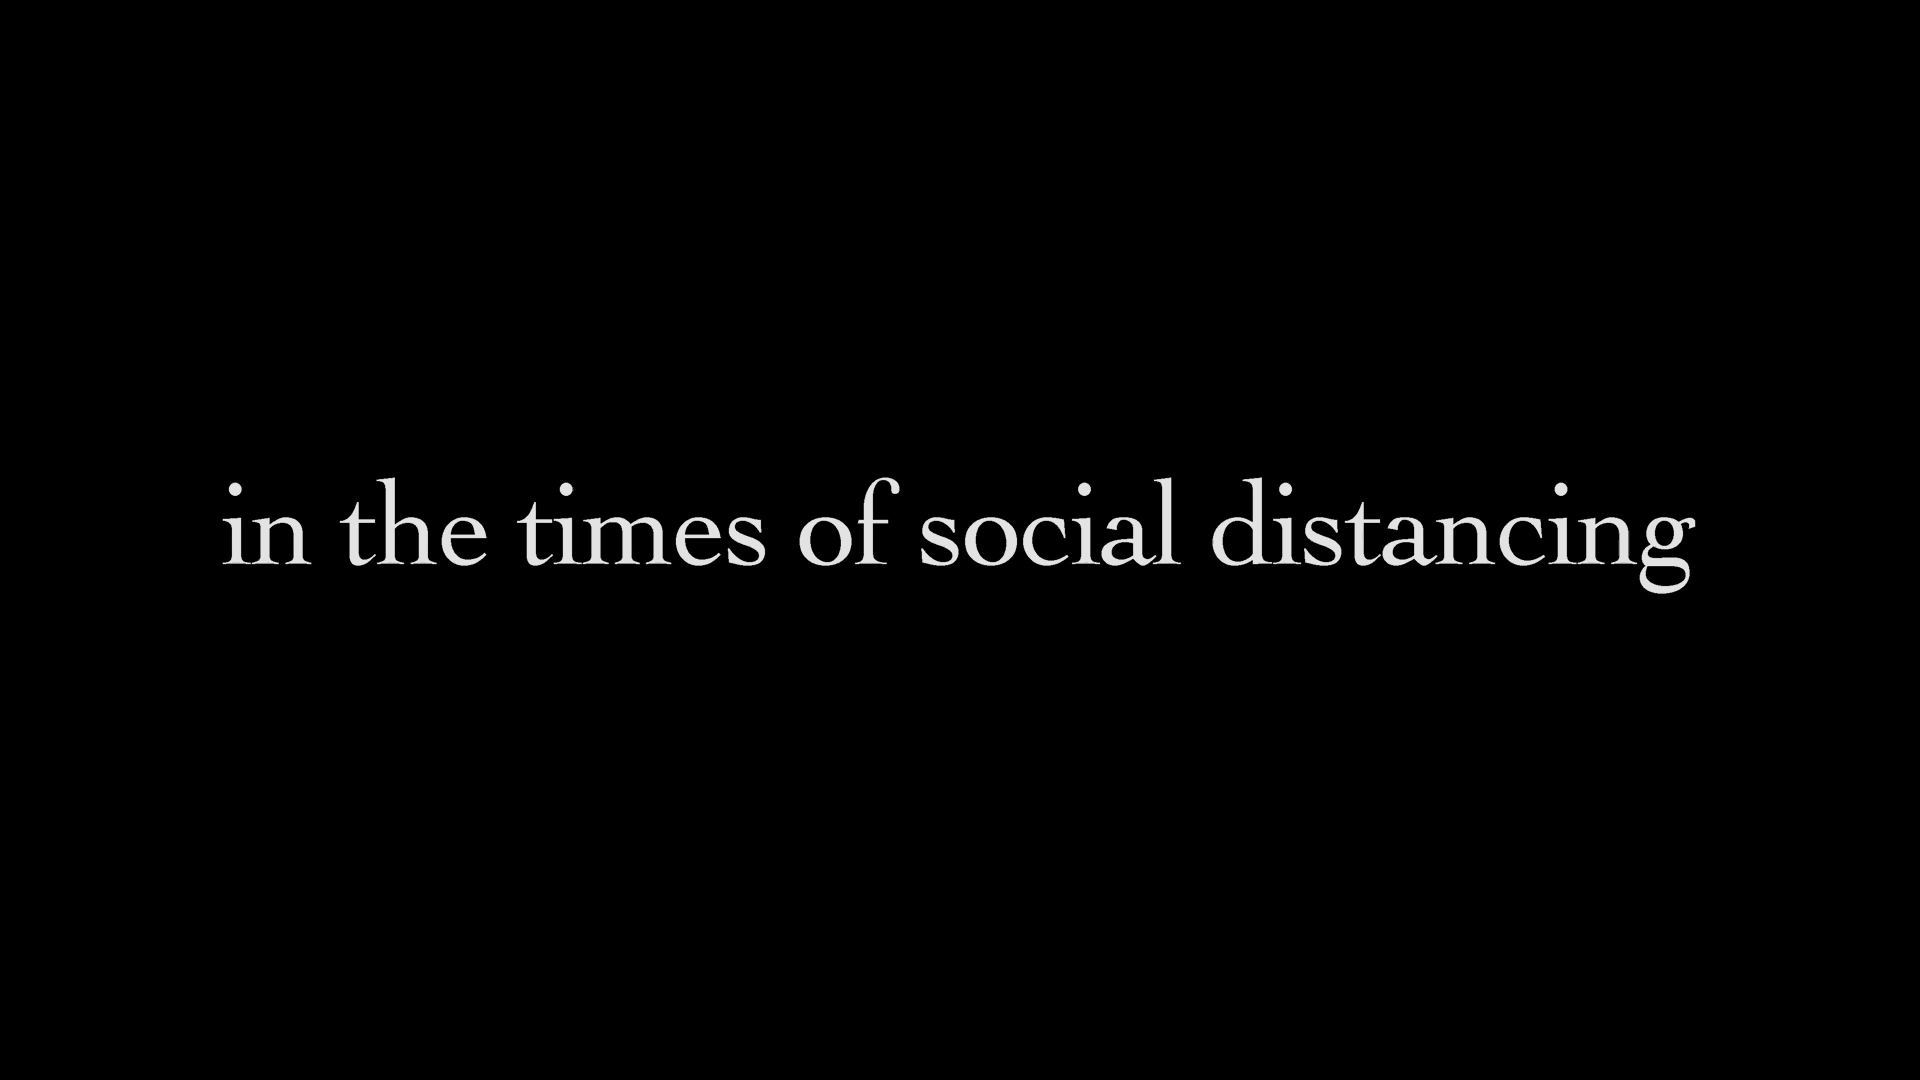 in the times of social distancing